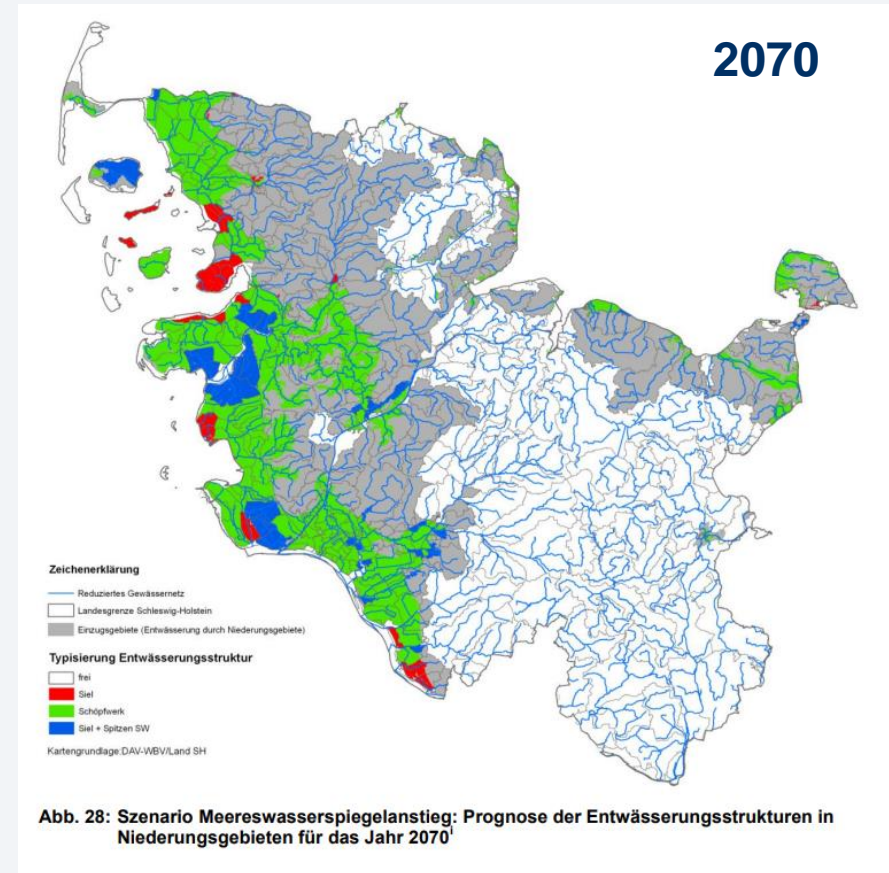 2070
Zeichenerklärung
Reduziertes Gewässernetz
Landesgrenze Schleswig-Holstein
Einzugsgebiete (Entwässerung durch Niederungsgebiete)
Typisierung Entwässerungsstruktur
frei
Siel
Schöpfwerk
Siel + Spitzen SW
Kartengrundlage:DAV-WBV/Land SH
Abb. 28: Szenario Meereswasserspiegelanstieg: Prognose der Entwässerungsstrukturen in
Niederungsgebieten für das Jahr 2070i